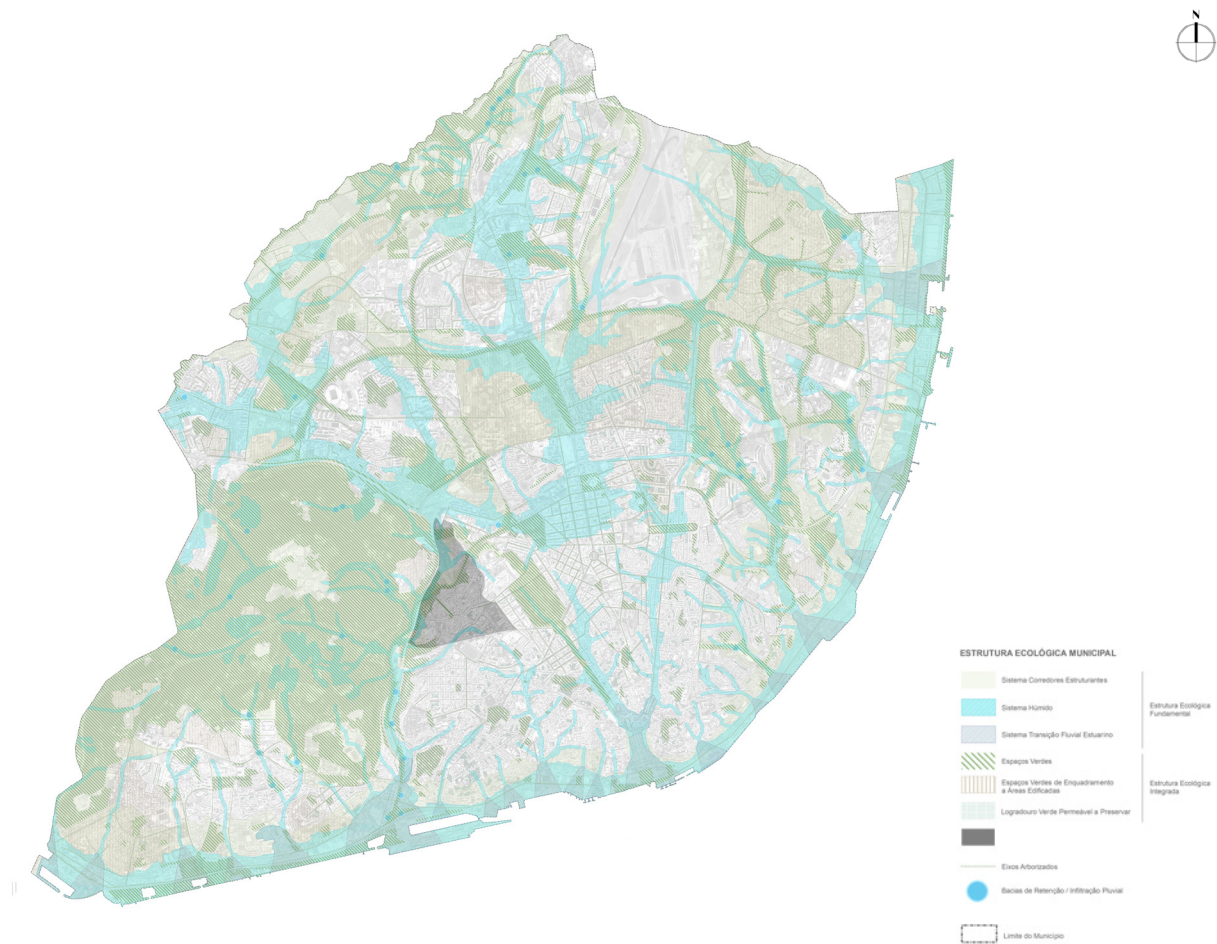 N
ESTRUTURA ECOLÓGICA MUNICIPAL
Sistema Corredores Estruturantes
Sistema Húmido
Sistema Transição Fluvial Estuarino
Estrutura Ecológica
Fundamental
Espaços Verdes
Espaços Verdes de Enquadramento
a Áreas Edificadas
Logradouro Verde Permeável a Preservar
Estrutura Ecológica
Integrada
Eixos Arborizados
Bacias de Retenção / Infiltração Pluvial
Limite do Município